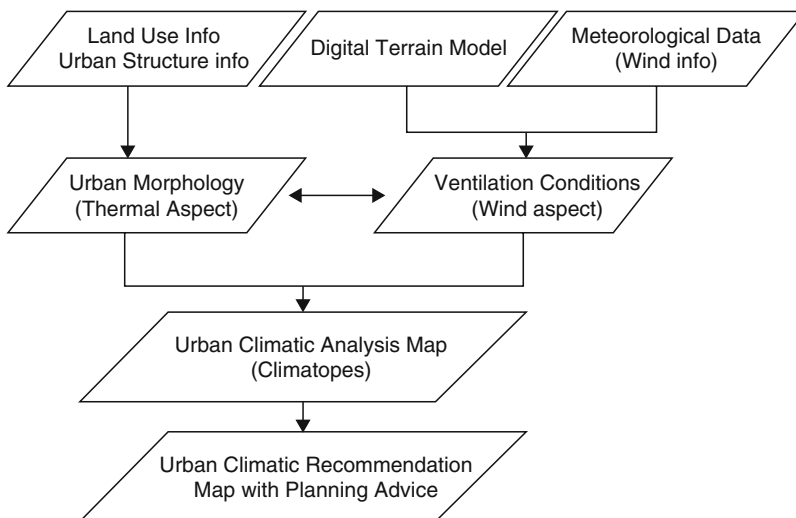 Land Use Info
Urban Structure info
Digital Terrain Model
Meteorological Data
(Wind info)
Urban Morphology
(Thermal Aspect)
Ventilation Conditions
(Wind aspect)
Urban Climatic Analysis Map
(Climatopes)
Urban Climatic Recommendation
Map with Planning Advice